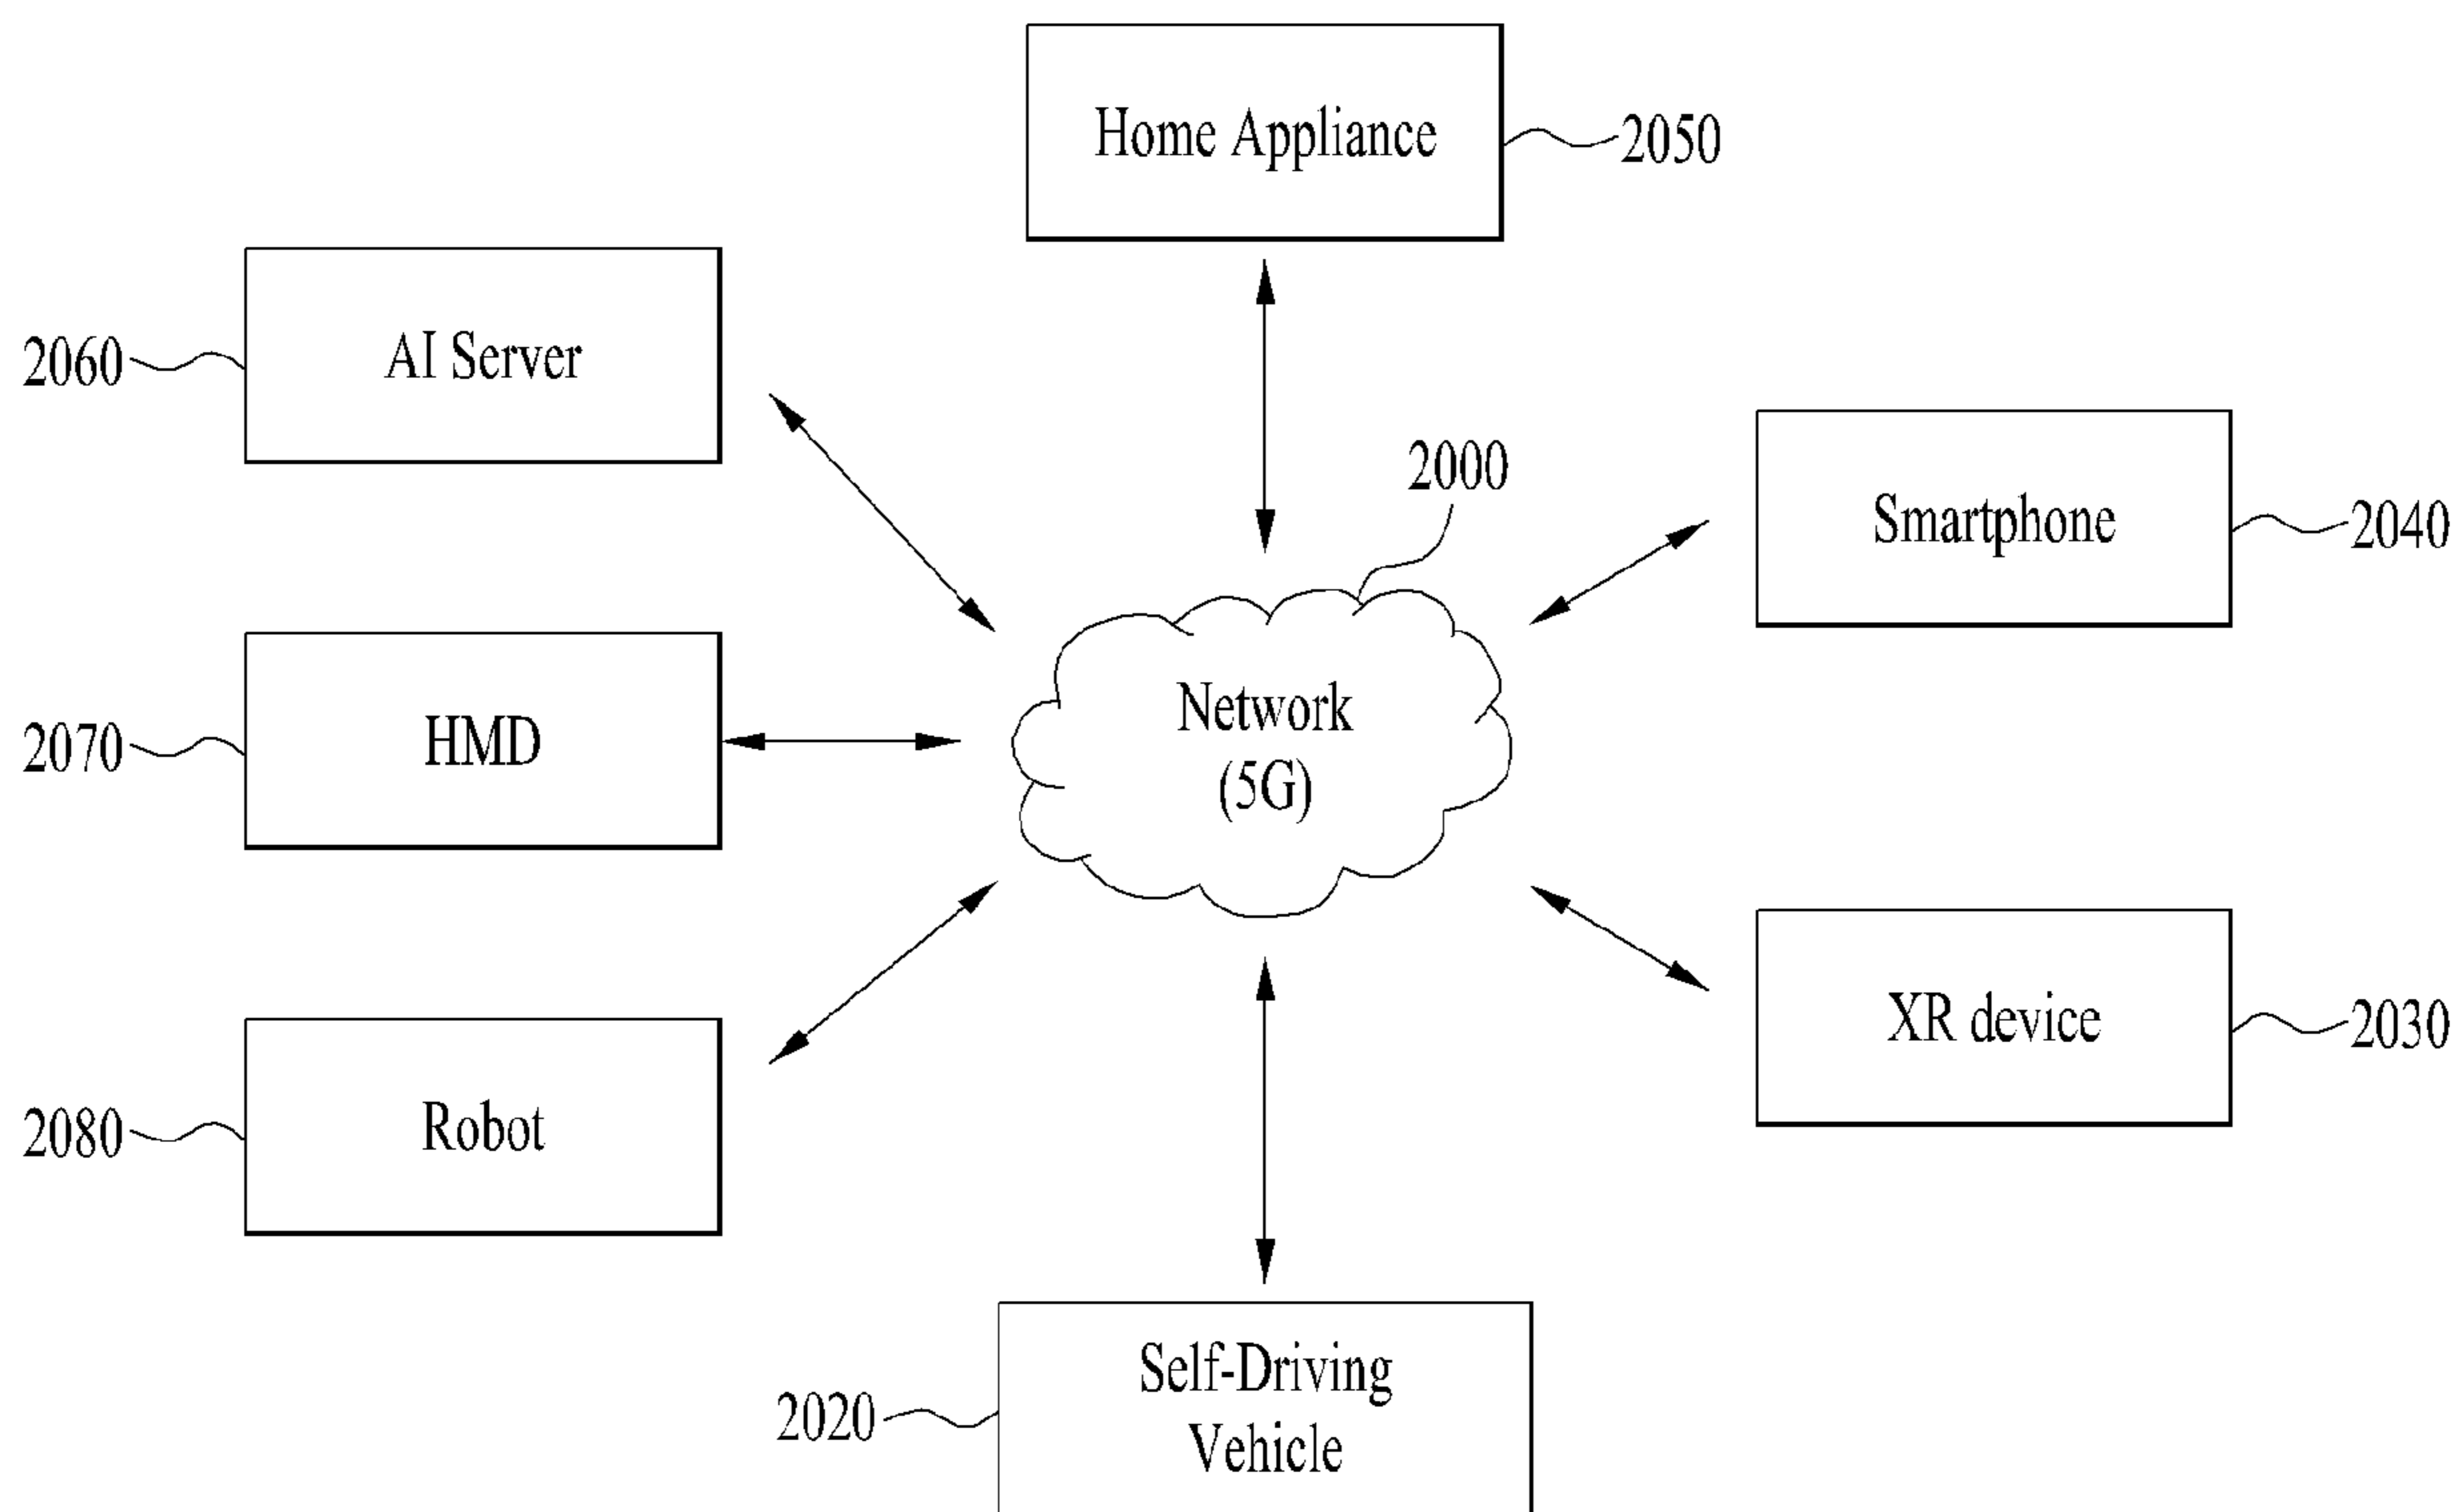 Home Appliance
2050
AI Server
2060
2000
Smartphone
2040
Network
(5G)
HMD
2070
XR device
2030
Robot
2080
Self-Driving
Vehicle
2020